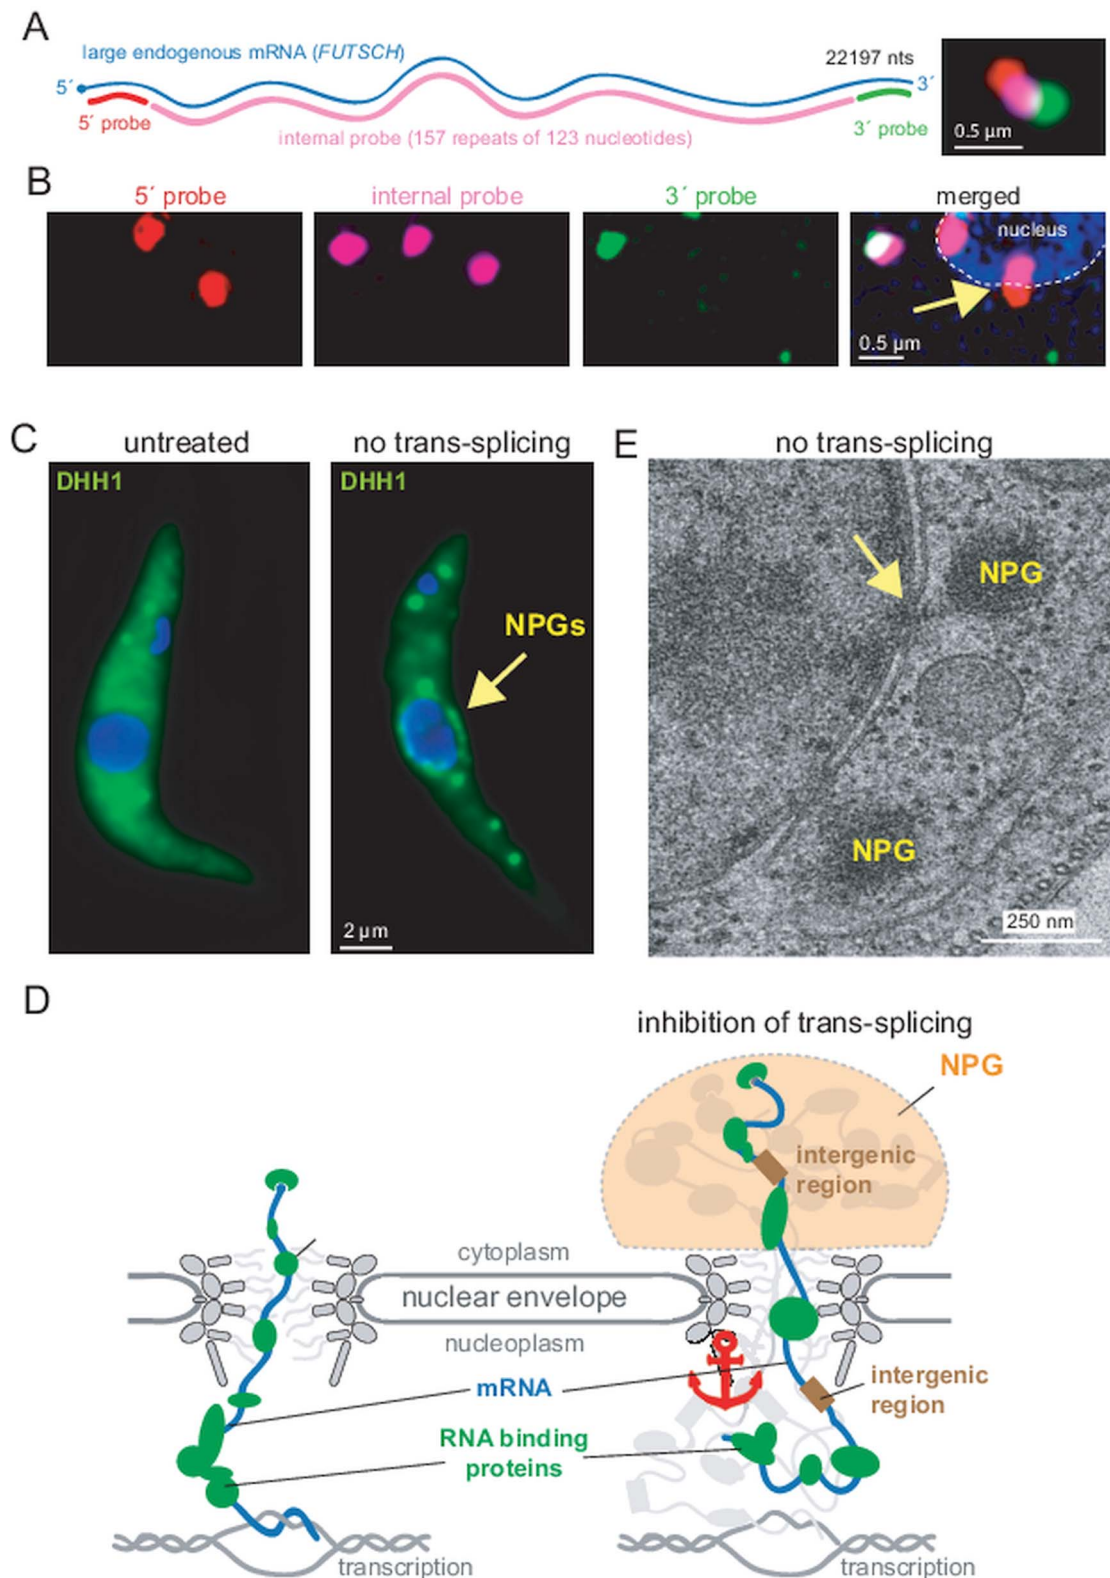 A
large endogenous mRNA (FUTSCH)
22197 nts
5´
3´
5´ probe
internal probe (157 repeats of 123 nucleotides)
3´ probe
0.5 µm
B
5´ probe
internal probe
3´ probe
merged
nucleus
0.5 µm
C
untreated
no trans-splicing
DHH1
DHH1
NPGs
2 µm
E
no trans-splicing
NPG
NPG
250 nm
D
inhibition of trans-splicing
NPG
intergenic
region
cytoplasm
nuclear envelope
nucleoplasm
mRNA
intergenic
region
RNA binding
proteins
transcription
transcription